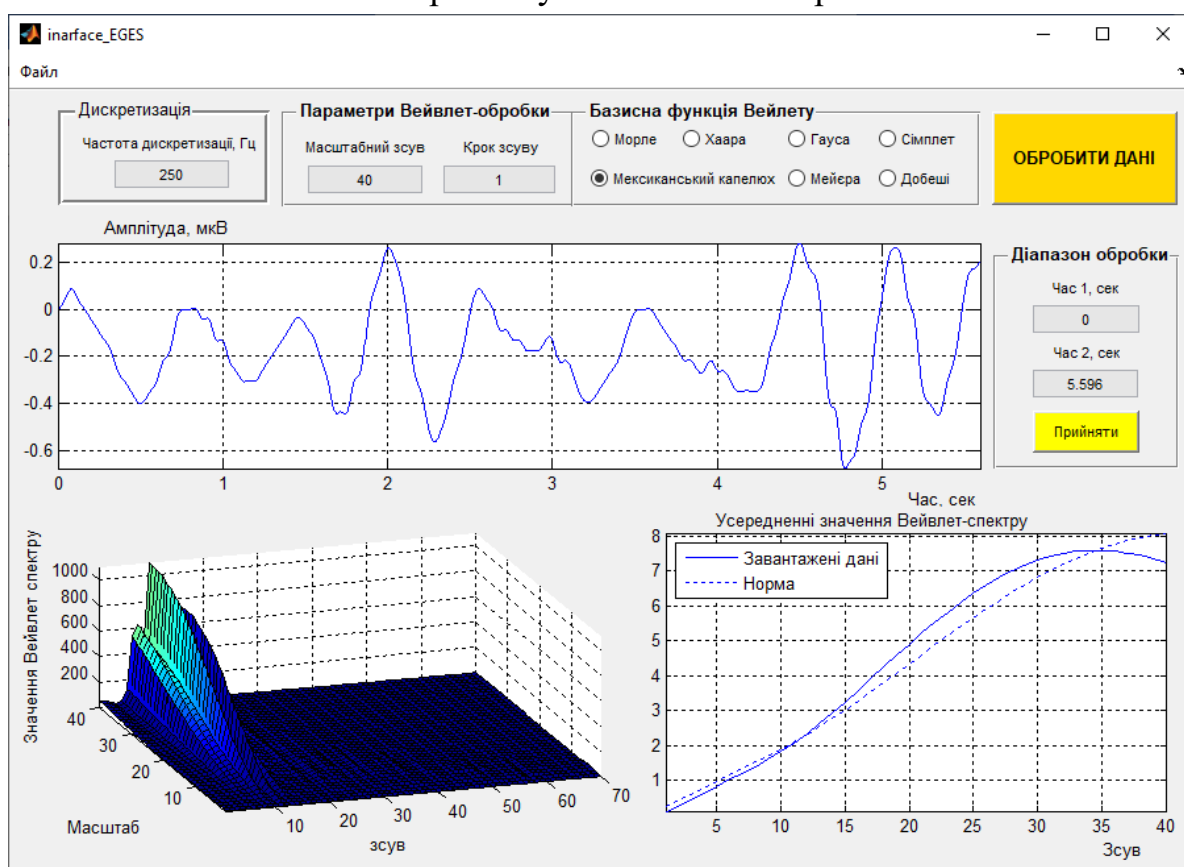 inarface_EGES
Файл
Дискретизація
Частота дискретизації, Гц
250
Параметри Вейвлет-обробки
Масштабний зсув
Крок зсуву
40
1
Базисна функція Вейлету
Морле
Хаара
Гауса
Сімплет
Мексиканський капелюх
Мейєра
Добеші
ОБРОБИТИ ДАНІ
Амплітуда, мкВ
0.2
0
-0.2
-0.4
-0.6
0
1
2
3
4
5
Час, сек
Діапазон обробки
Час 1, сек
0
Час 2, сек
5.596
Прийняти
Значення Вейвлет спектру
1000
800
600
400
200
40
30
20
10
Масштаб
10
20
30
40
50
60
70
зсув
Усередненні значення Вейвлет-спектру
Завантажені дані
Норма
8
7
6
5
4
3
2
1
5
10
15
20
25
30
35
40
Зсув